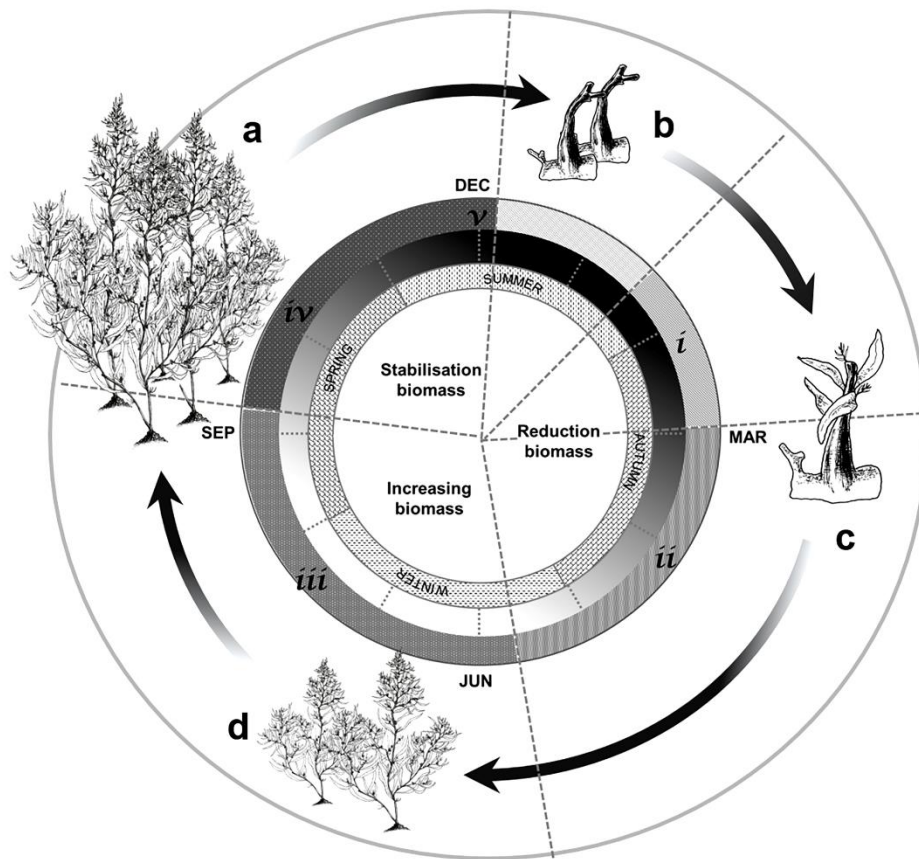 a
b
DEC
v
SUMMER
iv
i
SPRING
Stabilisation
biomass
SEP
Reduction
biomass
MAR
AUTUMN
Increasing
biomass
c
ii
iii
WINTER
JUN
d